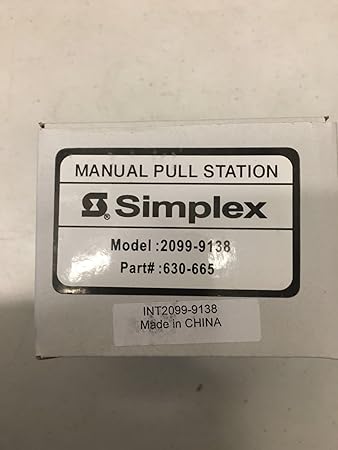 MANUAL PULL STATION
S® Simplex
Model :2099-9138
Part# :630-665
INT2099-9138
Made in CHINA